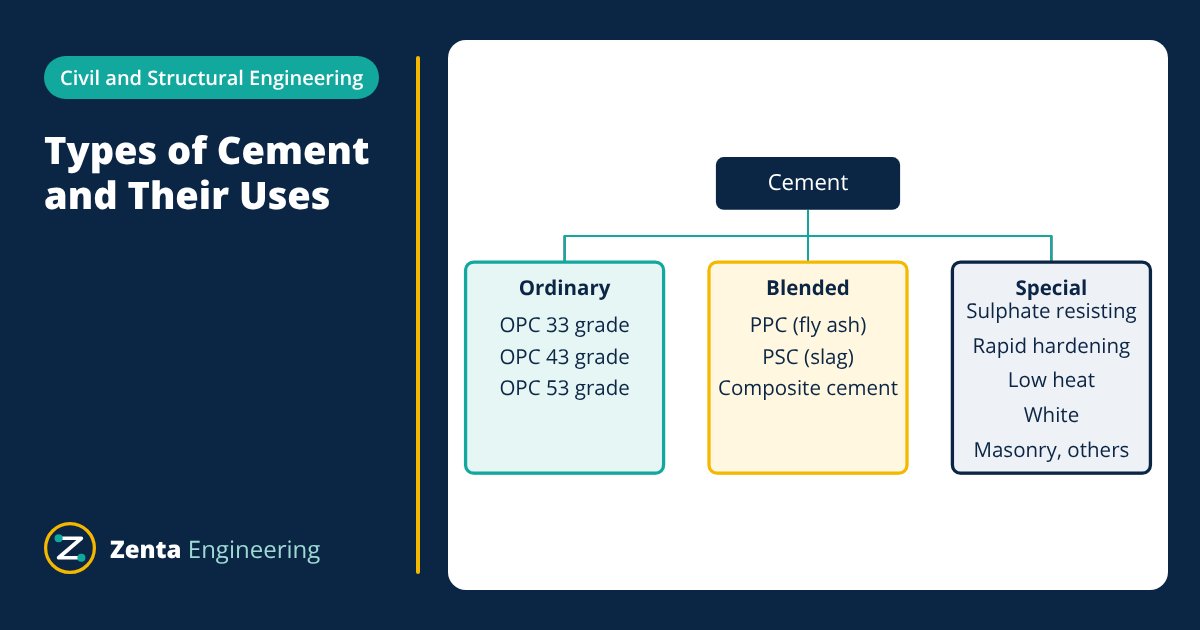 Civil and Structural Engineering
Types of Cement
and Their Uses
Zenta Engineering
Cement
Ordinary
OPC 33 grade
OPC 43 grade
OPC 53 grade
Blended
PPC (fly ash)
PSC (slag)
Composite cement
Special
Sulphate resisting
Rapid hardening
Low heat
White
Masonry, others